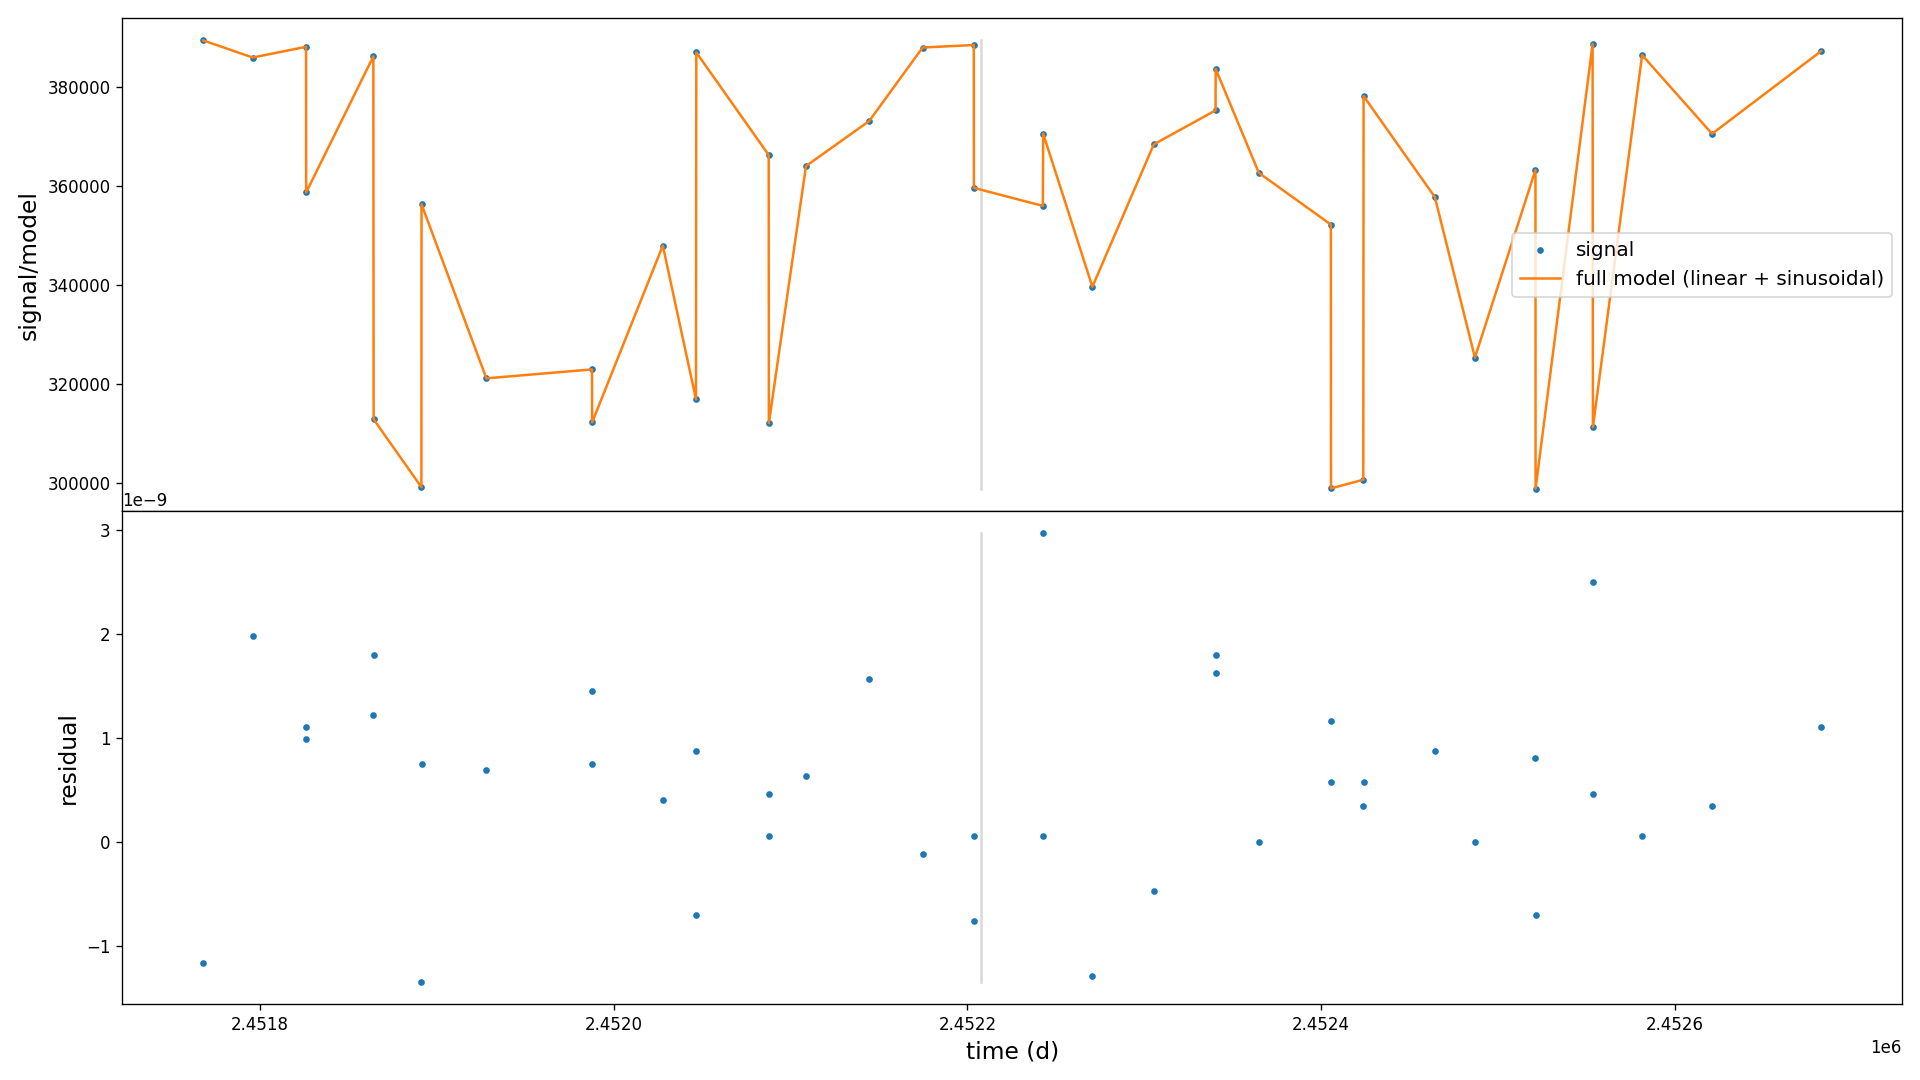 signal/model
380000
360000
340000
320000
300000
signal
full model (linear + sinusoidal)
1e−9
residual
3
2
1
0
−1
2.4518
2.4520
2.4522
2.4524
2.4526
time (d)
1e6